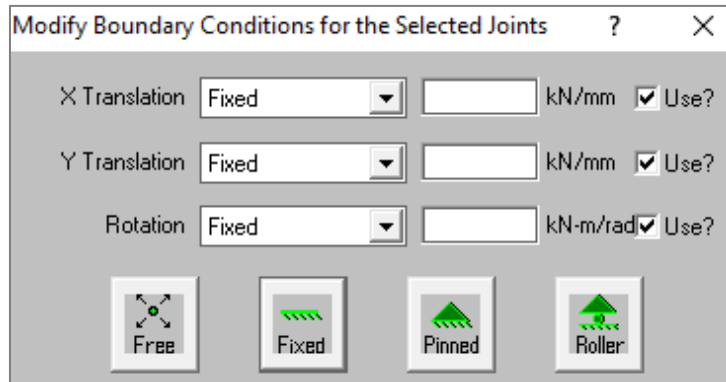 Modify Boundary Conditions for the Selected Joints ? X
X Translation Fixed kN/mm Use?
Y Translation Fixed kN/mm Use?
Rotation Fixed kN-m/rad Use?
Free Fixed Pinned Roller